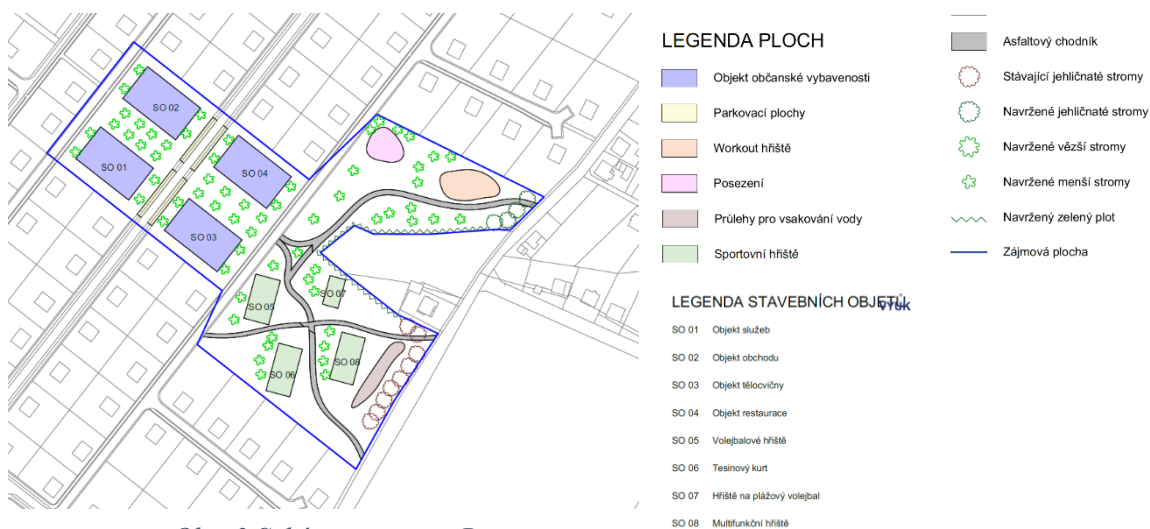 SO 02
SO 01
SO 04
SO 03
SO 05
SO 07
SO 06
SO 08
LEGENDA PLOCH
Objekt občanské vybavenosti
Parkovací plochy
Workout hřiště
Posezení
Průlehy pro vsakování vody
Sportovní hřiště
Asfaltový chodník
Stávající jehličnaté stromy
Navržené jehličnaté stromy
Navržené vězší stromy
Navržené menší stromy
Navržený zelený plot
Zájmová plocha
LEGENDA STAVEBNÍCH OBJETŮ
VÝUK
SO 01 Objekt služeb
SO 02 Objekt obchodu
SO 03 Objekt tělocvičny
SO 04 Objekt restaurace
SO 05 Volejbalové hřiště
SO 06 Tesinový kurt
SO 07 Hřiště na plážový volejbal
SO 08 Multifunkční hřiště